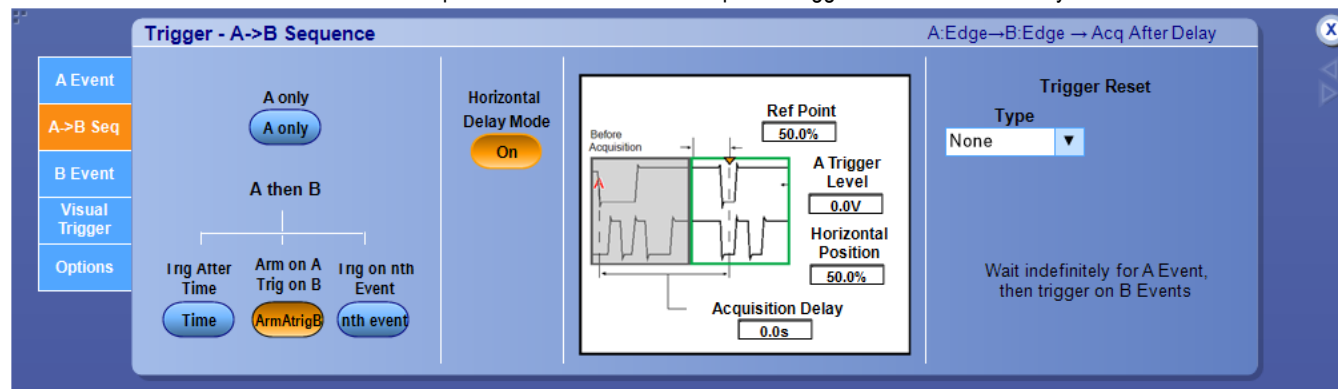 Trigger - A->B Sequence
A:Edge→B:Edge → Acq After Delay
X
A Event
A->B Seq
B Event
Visual
Trigger
Options
A only
A only
A then B
Trig After
Time
Time
Arm on A
Trig on B
ArmAtrigB
Trig on nth
Event
nth event
Horizontal
Delay Mode
On
Before
Acquisition
A
Ref Point
50.0%
A Trigger
Level
0.0V
Horizontal
Position
50.0%
Acquisition Delay
0.0s
Trigger Reset
Type
None
Wait indefinitely for A Event,
then trigger on B Events